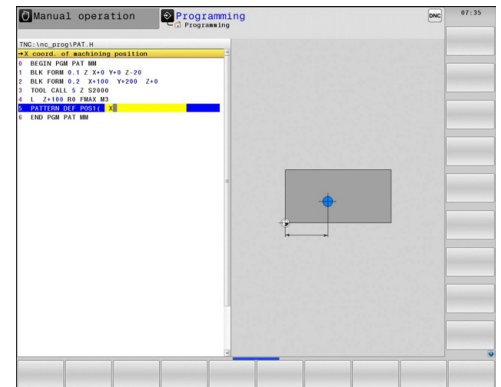 Manual operation
Programming
Programming
DNC
07:35
TNC:\nc_prog\PAT.H
→X coord. of machining position
0 BEGIN PGM PAT MM
1 BLK FORM 0.1 Z X+0 Y+0 Z-20
2 BLK FORM 0.2 X+100 Y+200 Z+0
3 TOOL CALL 5 Z S2000
4 L Z+100 R0 FMAX M3
5 PATTERN DEF POS1( X
6 END PGM PAT MM